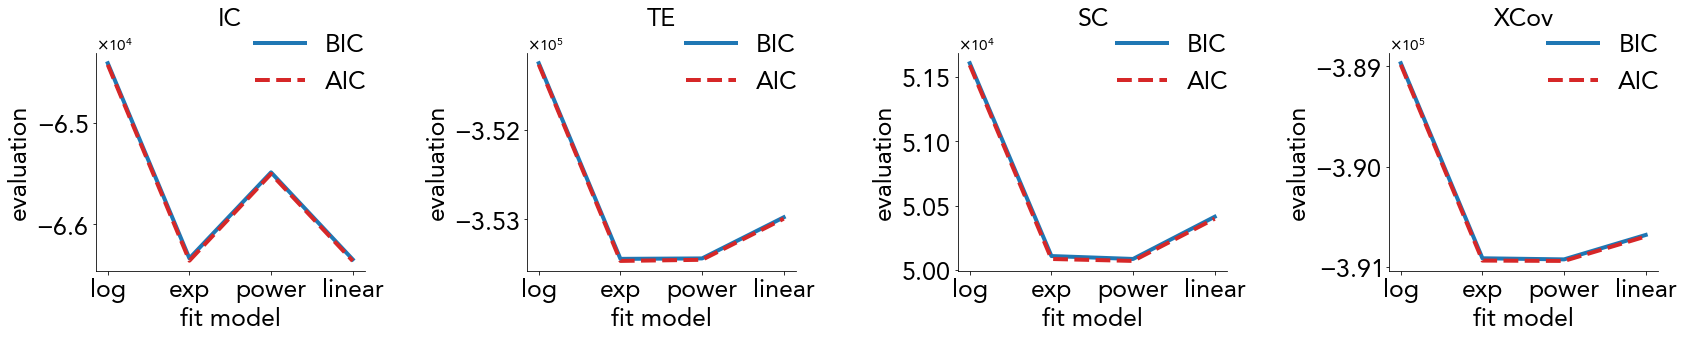 IC
×10⁴
BIC
AIC
evaluation
−6.5
−6.6
log exp power linear
fit model
TE
×10⁵
BIC
AIC
evaluation
−3.52
−3.53
log exp power linear
fit model
SC
×10⁴
BIC
AIC
evaluation
5.15
5.10
5.05
5.00
log exp power linear
fit model
XCov
×10⁵
BIC
AIC
evaluation
−3.89
−3.90
−3.91
log exp power linear
fit model